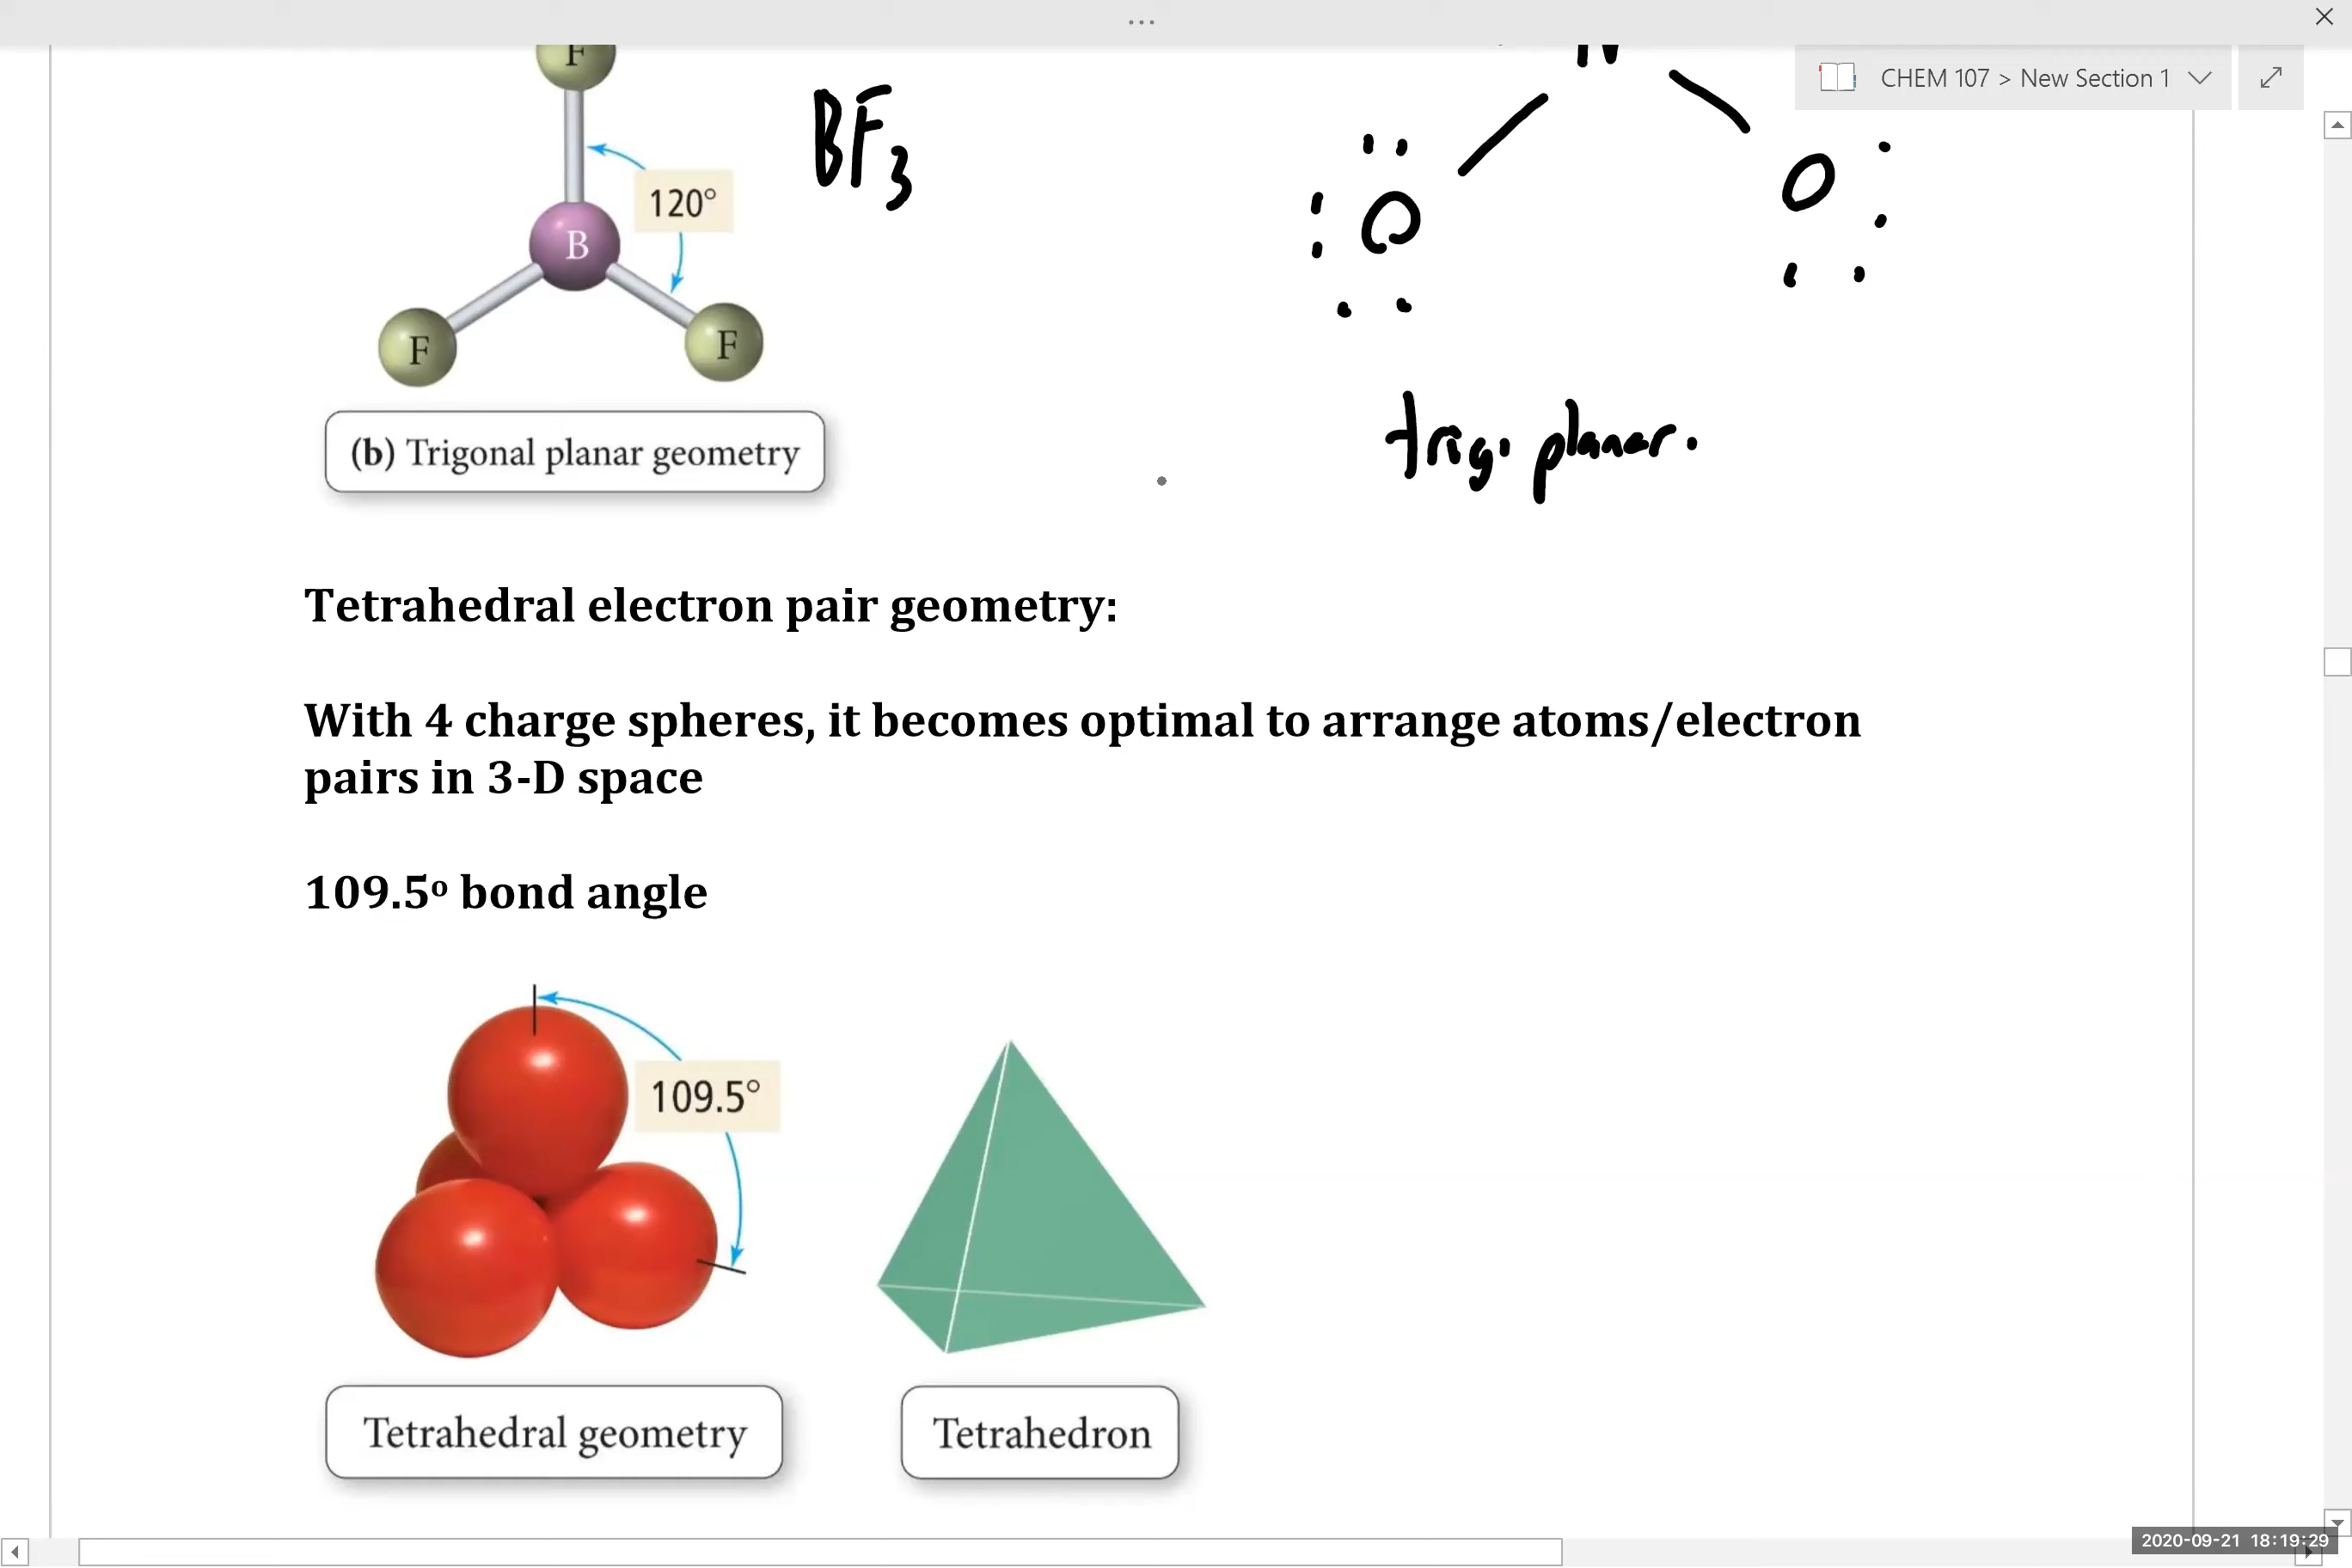 ...
CHEM 107 > New Section 1
F
N
BF3
120°
B
O
O
F
F
trig. planar.
(b) Trigonal planar geometry
Tetrahedral electron pair geometry:
With 4 charge spheres, it becomes optimal to arrange atoms/electron
pairs in 3-D space
109.5º bond angle
109.5°
Tetrahedral geometry
Tetrahedron
2020-09-21 18:19:29